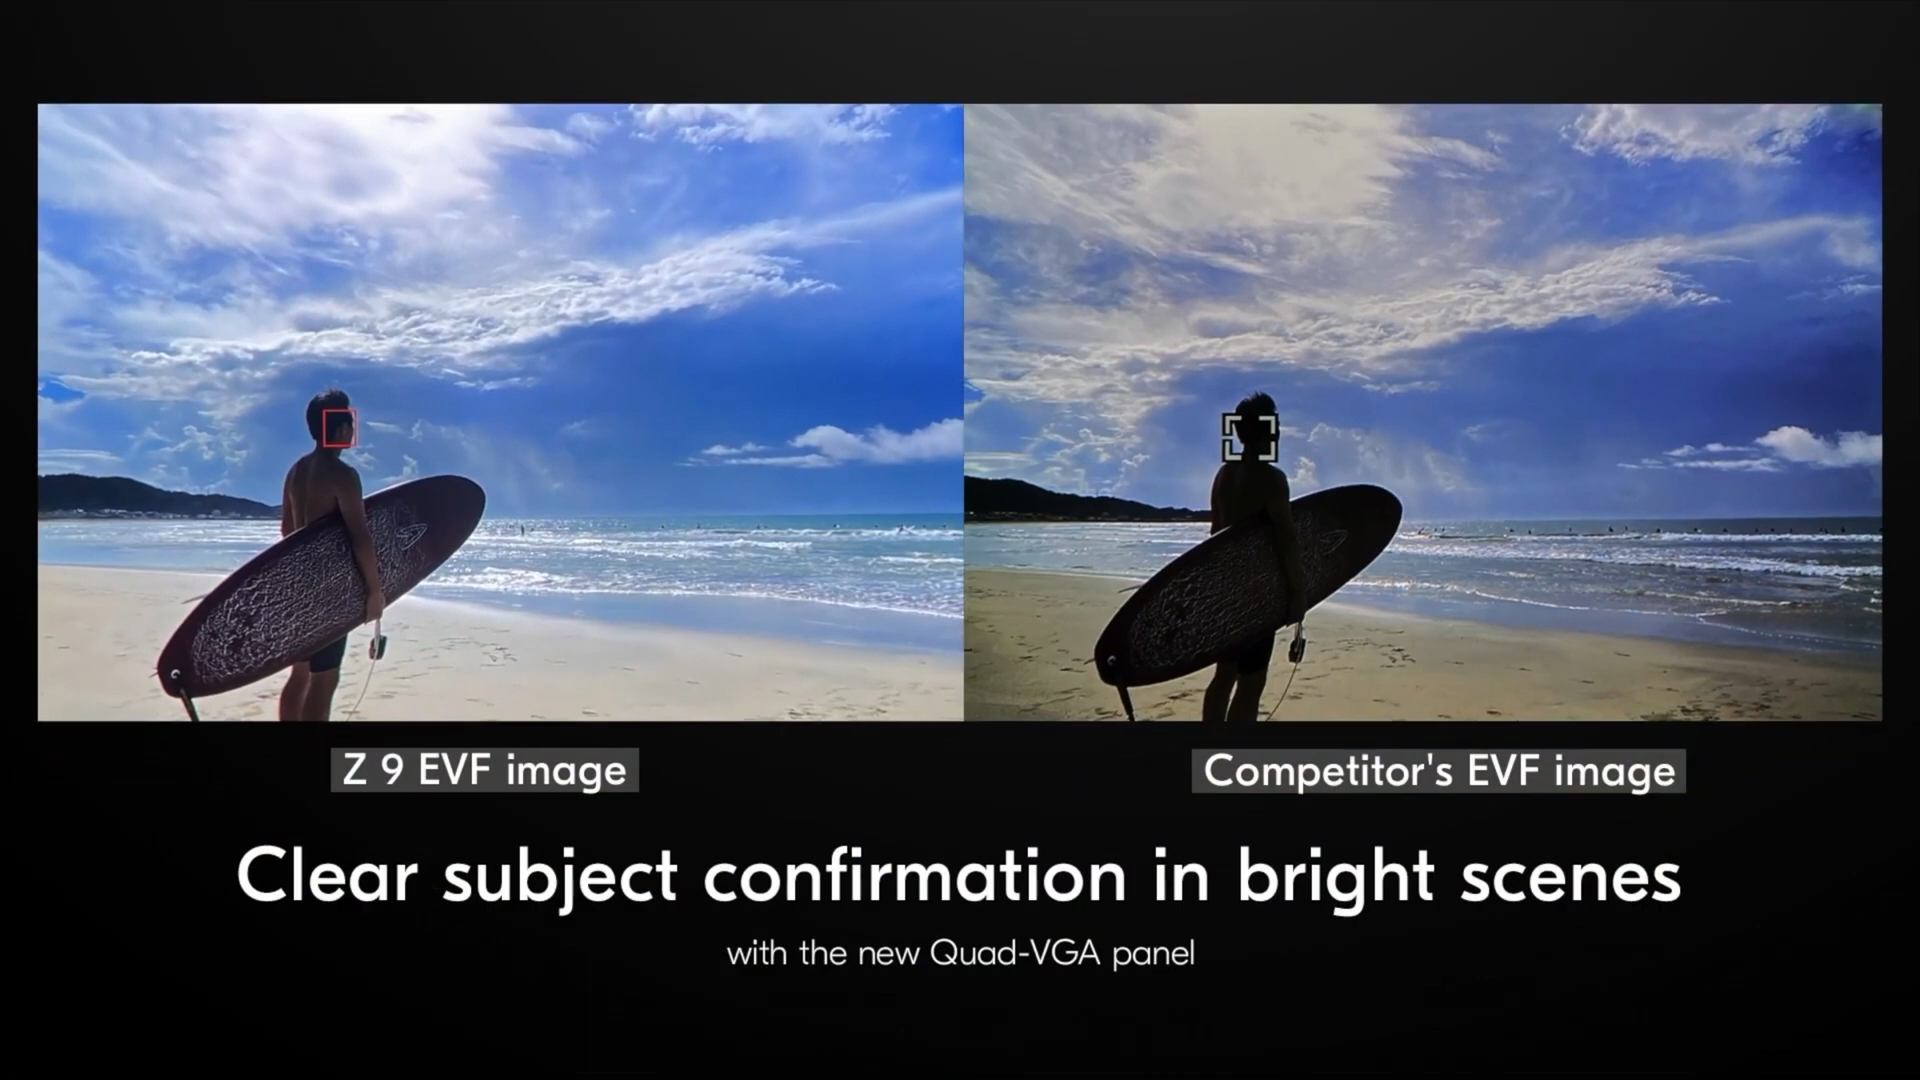 Z 9 EVF image
Competitor's EVF image
Clear subject confirmation in bright scenes
with the new Quad-VGA panel